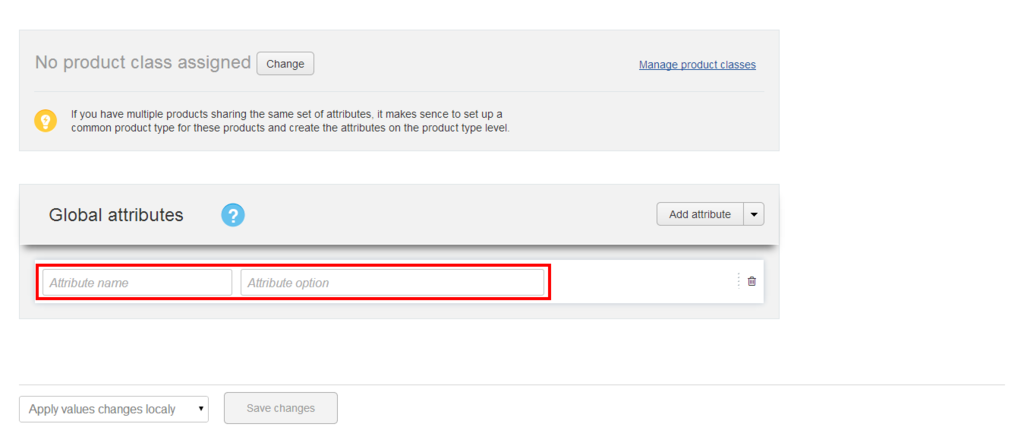 No product class assigned Change Manage product classes
If you have multiple products sharing the same set of attributes, it makes sence to set up a
common product type for these products and create the attributes on the product type level.
Global attributes ? Add attribute
Attribute name Attribute option
Apply values changes localy Save changes